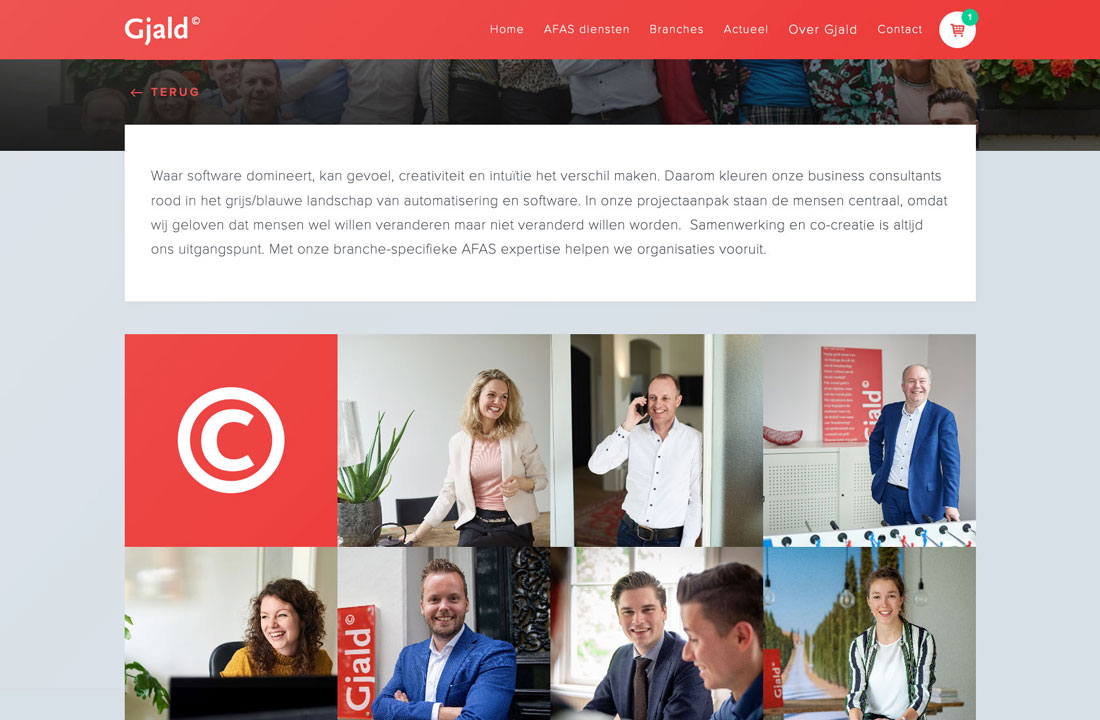 Gjald©
Home AFAS diensten Branches Actueel Over Gjald Contact
1
← TERUG
Waar software domineert, kan gevoel, creativiteit en intuïtie het verschil maken. Daarom kleuren onze business consultants
rood in het grijs/blauwe landschap van automatisering en software. In onze projectaanpak staan de mensen centraal, omdat
wij geloven dat mensen wel willen veranderen maar niet veranderd willen worden.  Samenwerking en co-creatie is altijd
ons uitgangspunt. Met onze branche-specifieke AFAS expertise helpen we organisaties vooruit.
©
Gjald©
Gjald©
Gjald©